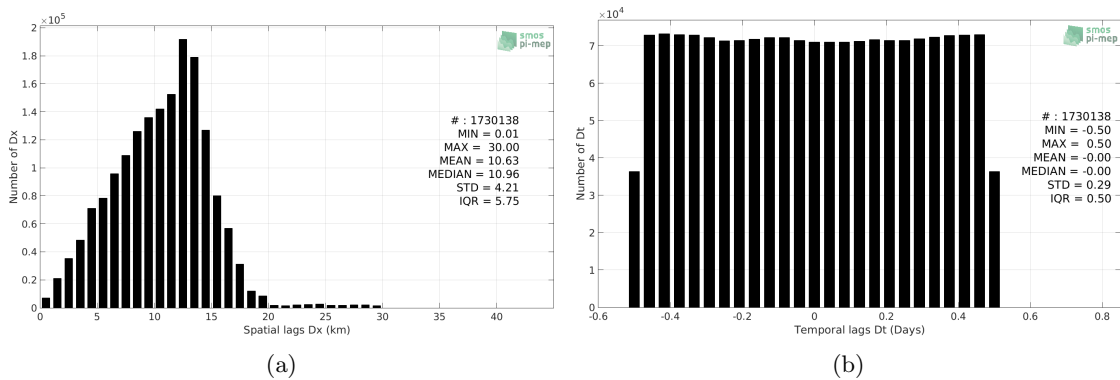 ×10⁵
2
1.8
1.6
1.4
1.2
1
0.8
0.6
0.4
0.2
0
Number of Dx
0 5 10 15 20 25 30 35 40
Spatial lags Dx (km)
smos
pi-mep
# : 1730138
MIN = 0.01
MAX = 30.00
MEAN = 10.63
MEDIAN = 10.96
STD = 4.21
IQR = 5.75
(a)
×10⁴
7
6
5
4
3
2
1
0
Number of Dt
-0.6 -0.4 -0.2 0 0.2 0.4 0.6 0.8
Temporal lags Dt (Days)
smos
pi-mep
# : 1730138
MIN = -0.50
MAX = 0.50
MEAN = -0.00
MEDIAN = -0.00
STD = 0.29
IQR = 0.50
(b)